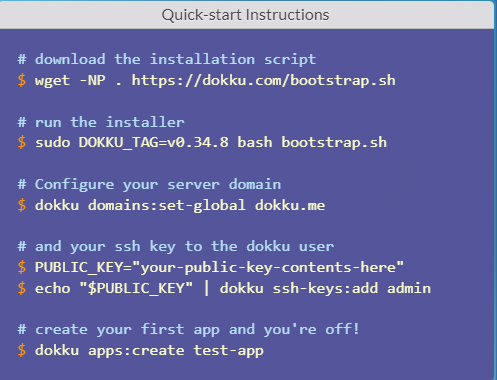 Quick-start Instructions
# download the installation script
$ wget -NP . https://dokku.com/bootstrap.sh
# run the installer
$ sudo DOKKU_TAG=v0.34.8 bash bootstrap.sh
# Configure your server domain
$ dokku domains:set-global dokku.me
# and your ssh key to the dokku user
$ PUBLIC_KEY="your-public-key-contents-here"
$ echo "$PUBLIC_KEY" | dokku ssh-keys:add admin
# create your first app and you're off!
$ dokku apps:create test-app